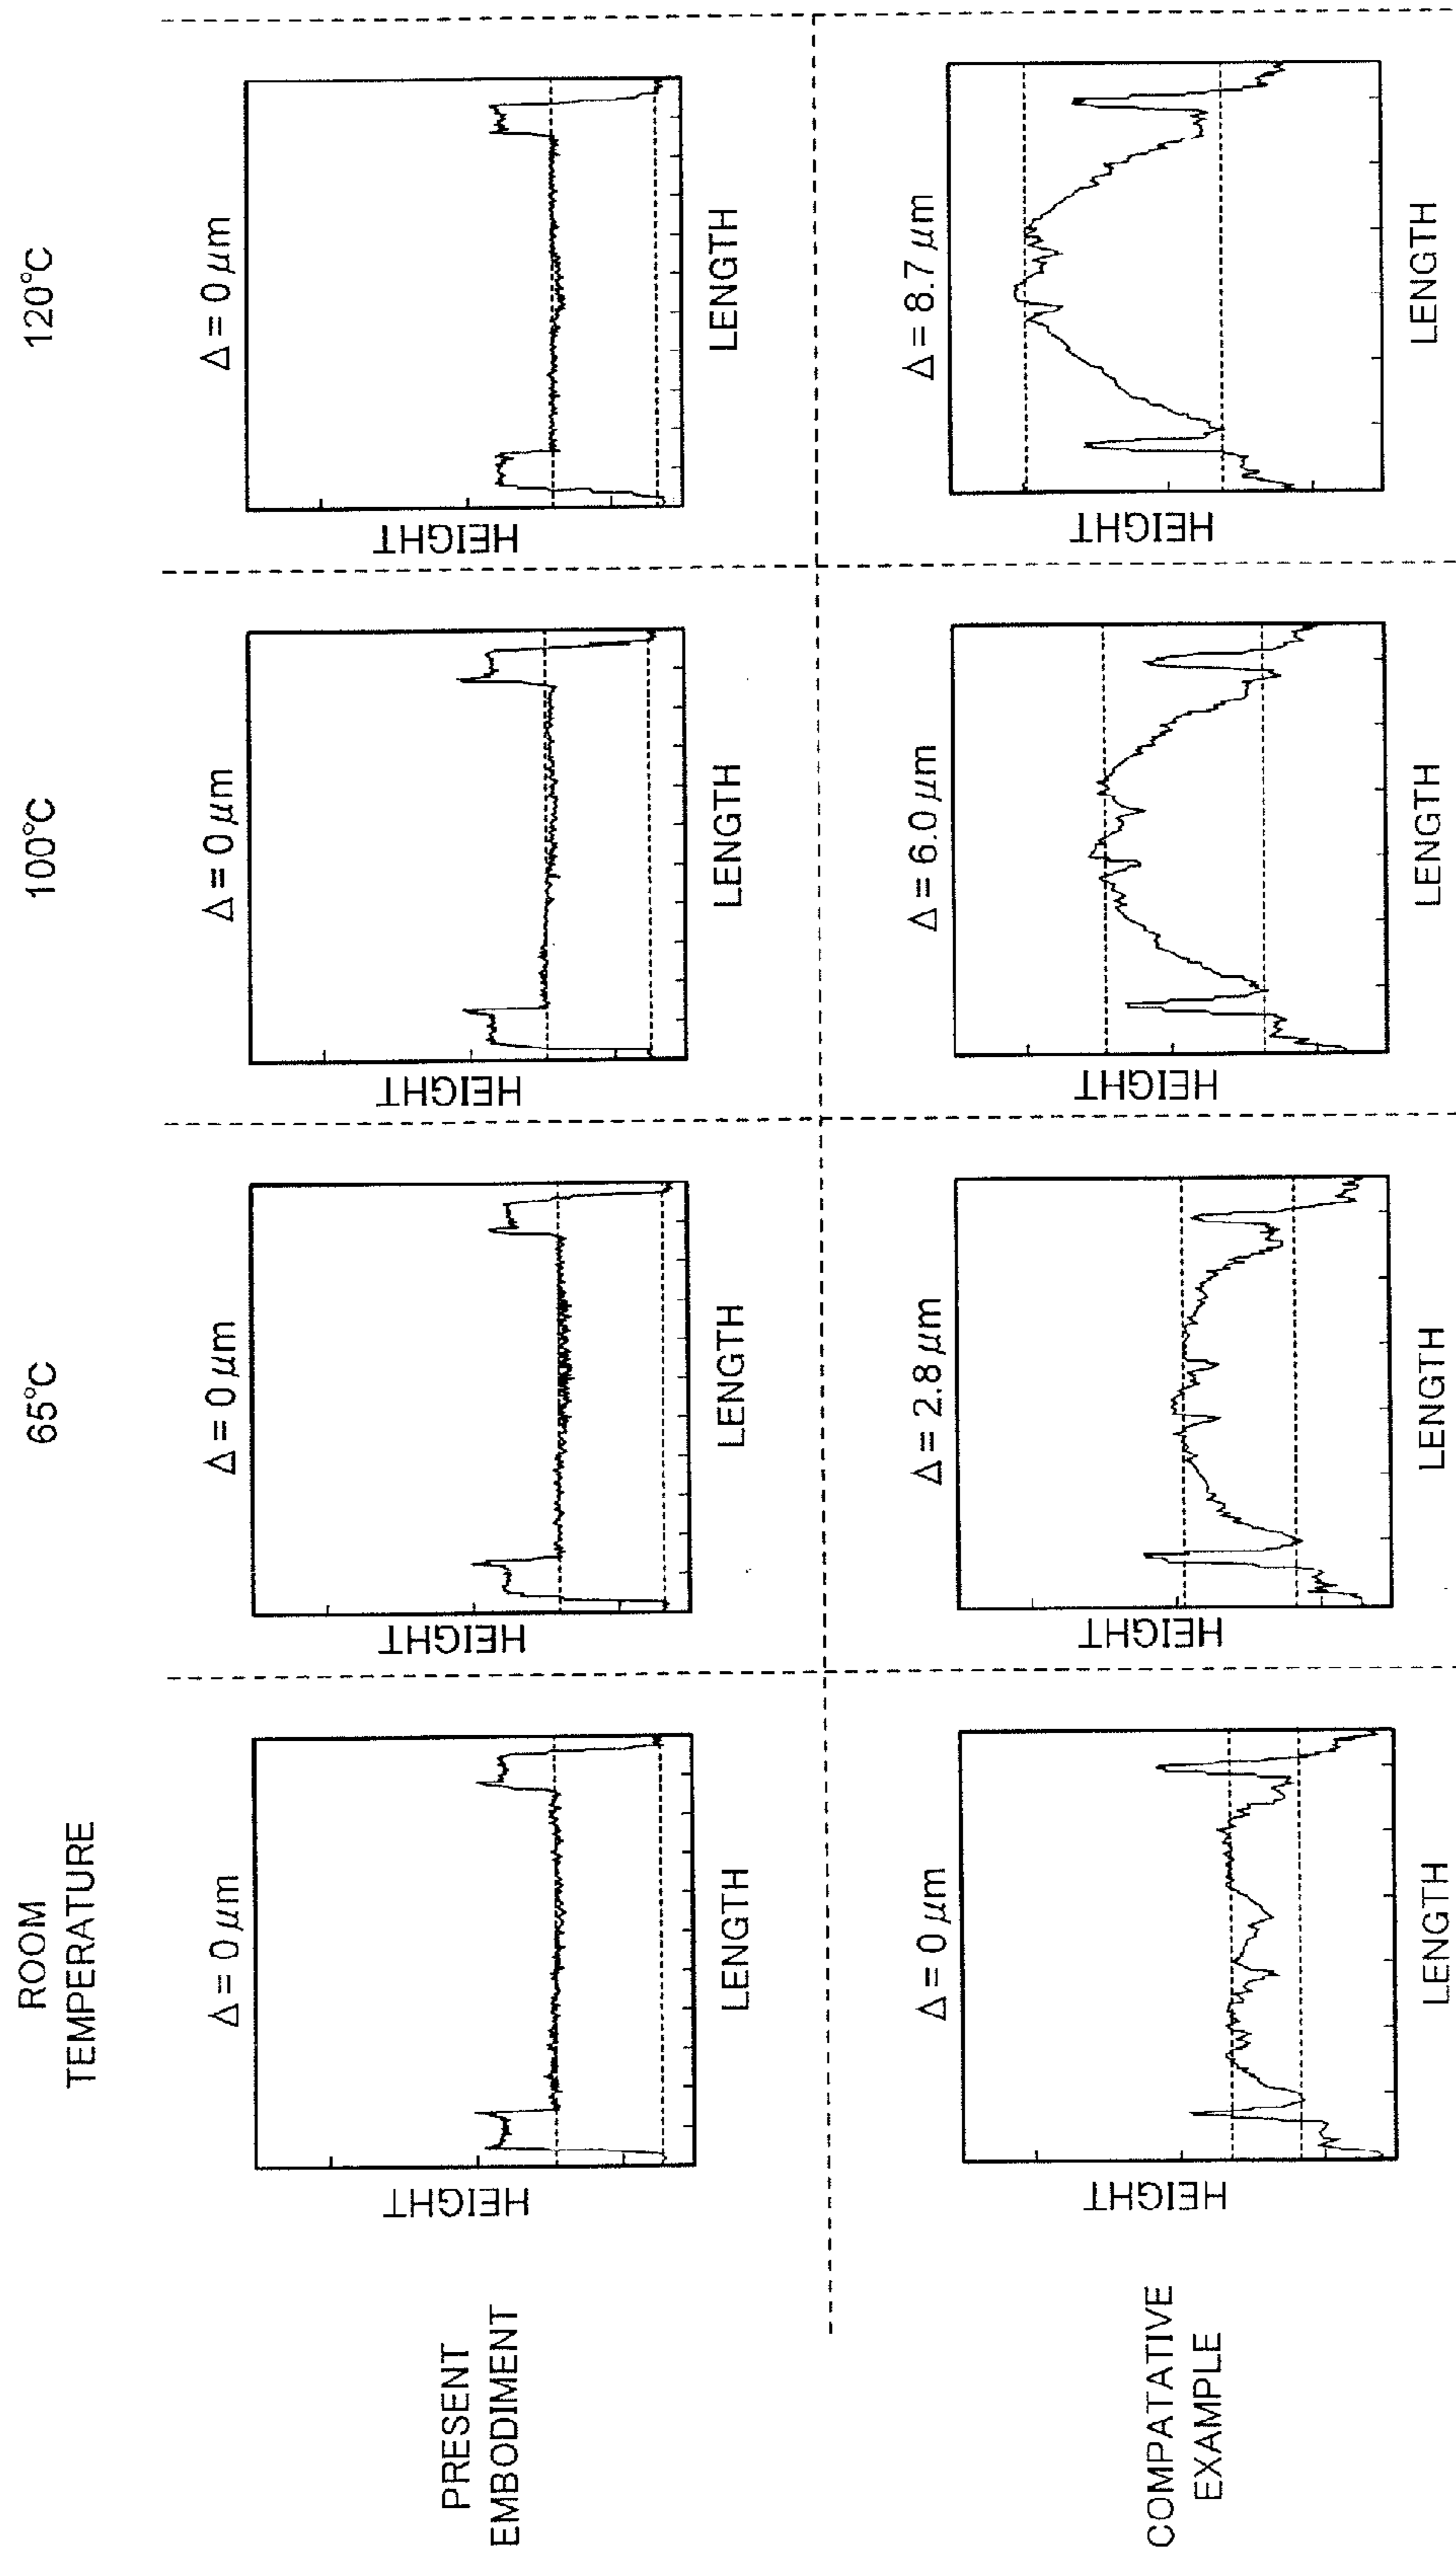 ROOM
TEMPERATURE
65°C
100°C
120°C
PRESENT
EMBODIMENT
Δ = 0 μm
HEIGHT
LENGTH
Δ = 0 μm
HEIGHT
LENGTH
Δ = 0 μm
HEIGHT
LENGTH
Δ = 0 μm
HEIGHT
LENGTH
COMPATATIVE
EXAMPLE
Δ = 0 μm
HEIGHT
LENGTH
Δ = 2.8 μm
HEIGHT
LENGTH
Δ = 6.0 μm
HEIGHT
LENGTH
Δ = 8.7 μm
HEIGHT
LENGTH